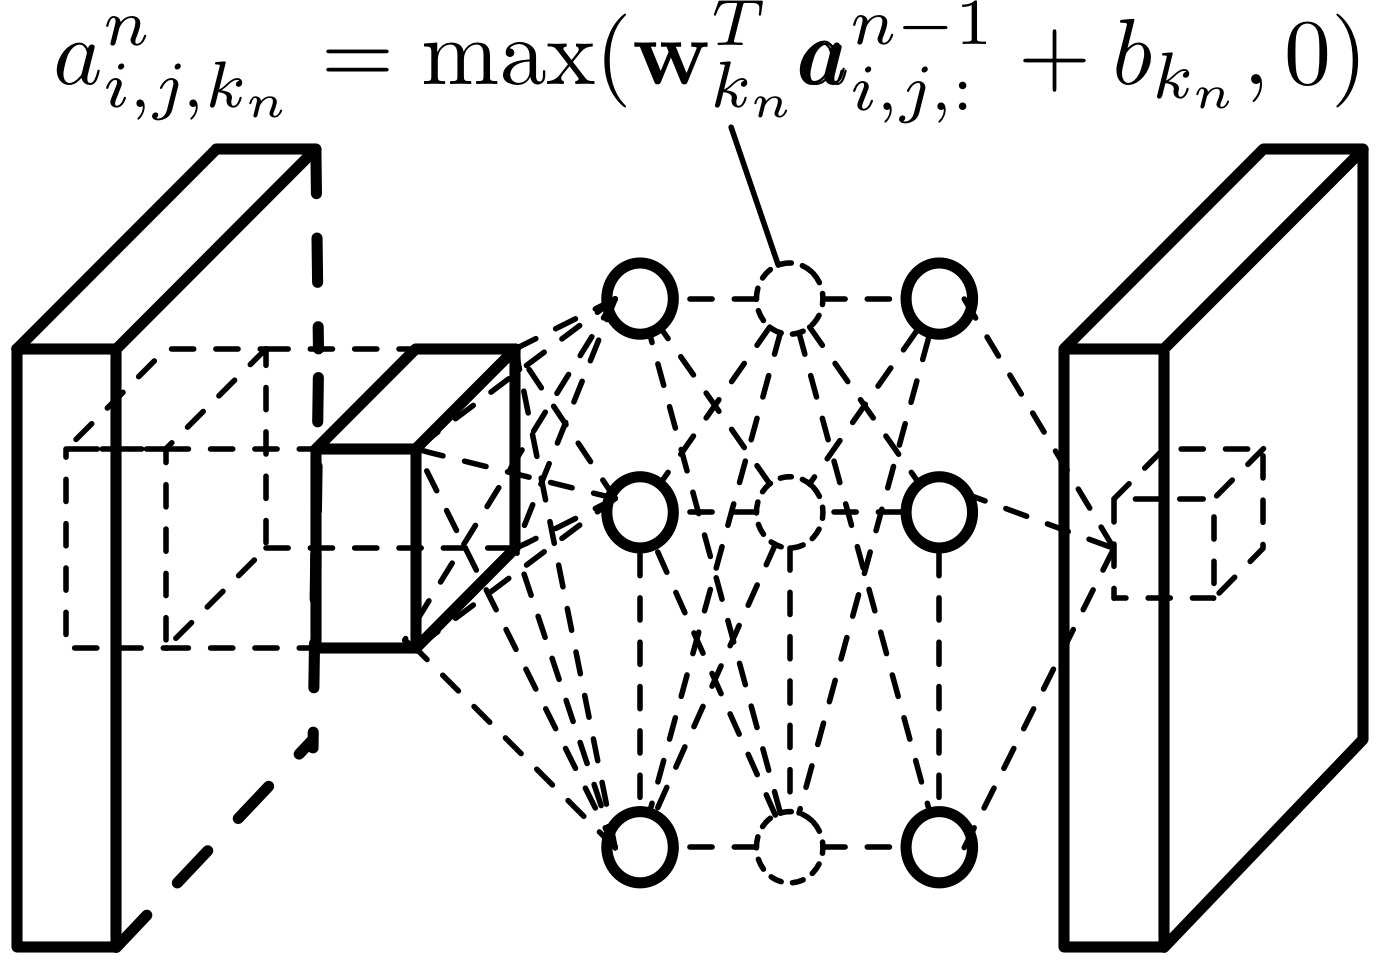 $a^{n}_{i,j,k_n} = \max(\mathbf{w}^{T}_{k_n} \boldsymbol{a}^{n-1}_{i,j,:} + b_{k_n}, 0)$